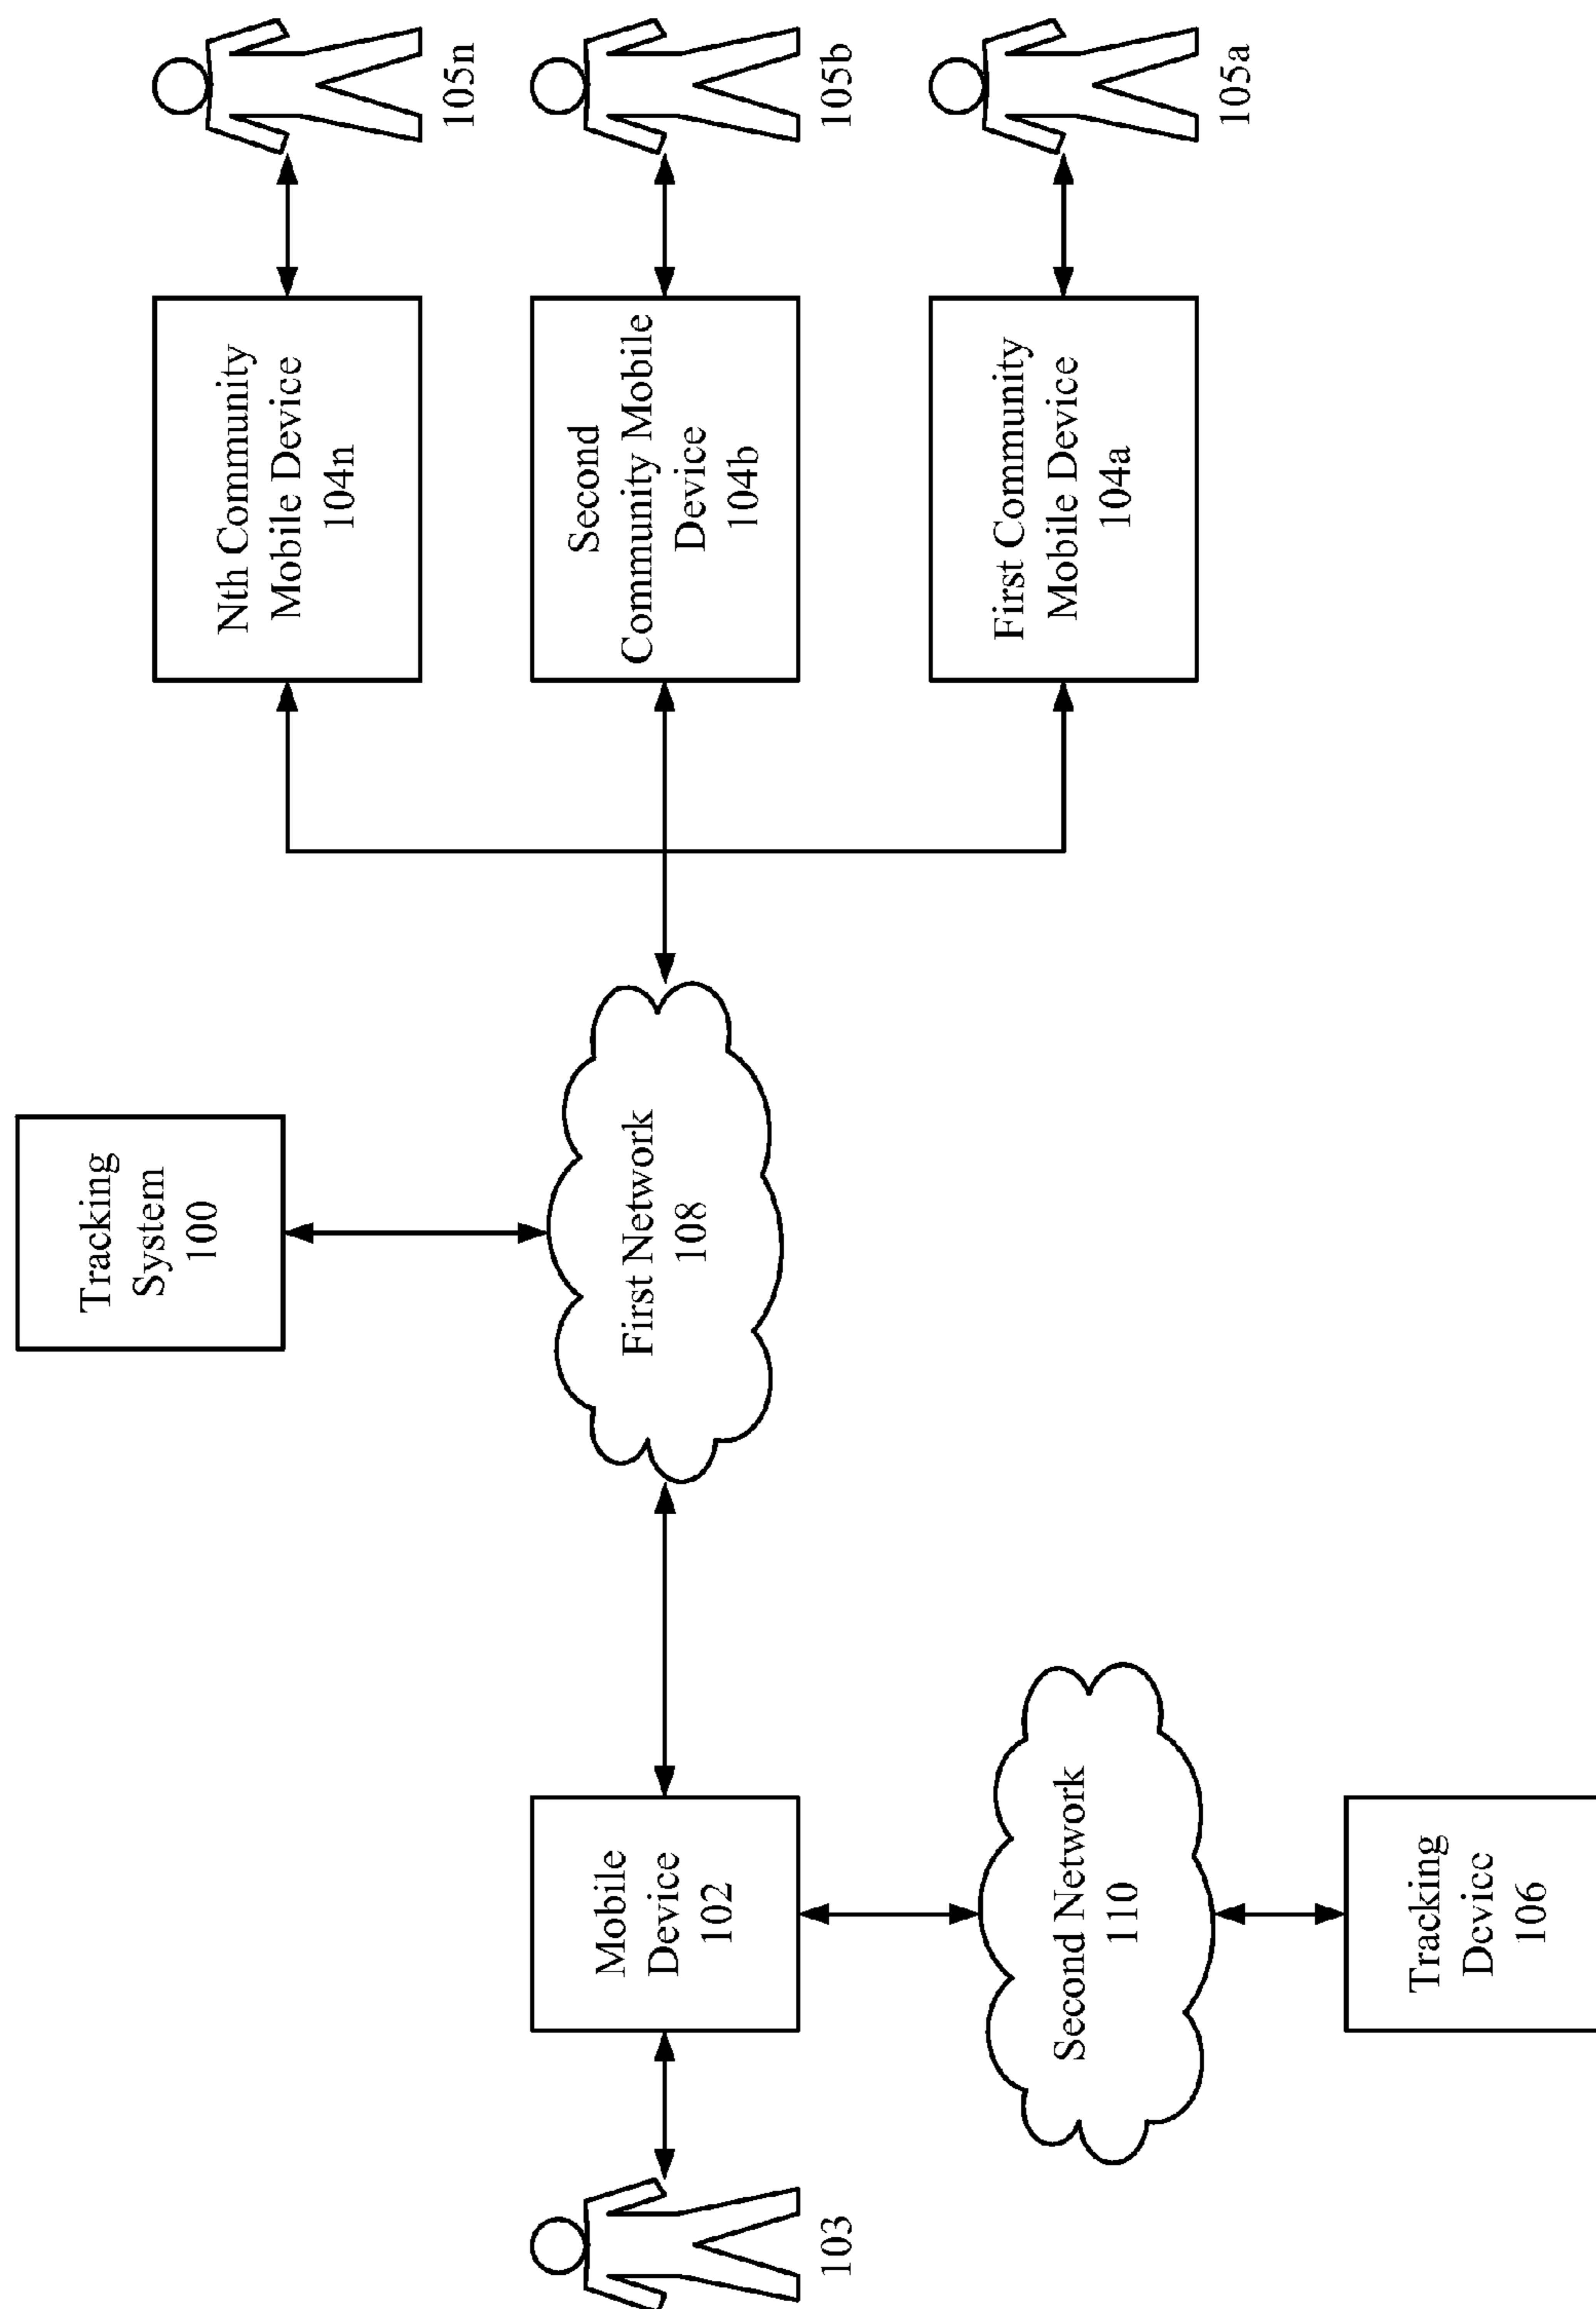 Tracking
System
100
Nth Community
Mobile Device
104n
105n
103
Mobile
Device
102
First Network
108
Second
Community Mobile
Device
104b
105b
Second Network
110
First Community
Mobile Device
104a
105a
Tracking
Device
106